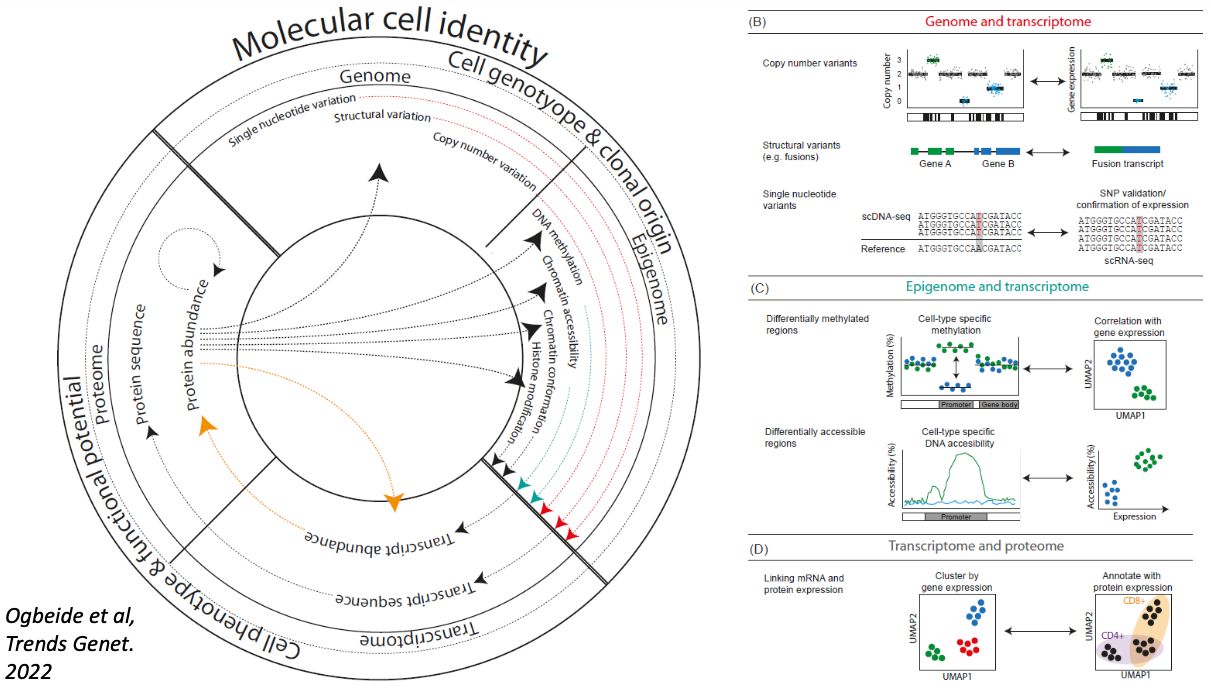 Molecular cell identity
Cell genotyope & clonal origin
Genome
Single nucleotide variation
Structural variation
Copy number variation
Epigenome
DNA methylation
Chromatin accessibility
Chromatin conformation
Histone modification
Cell phenotype & functional potential
Proteome
Protein sequence
Protein abundance
Transcript abundance
Transcript sequence
Transcriptome
Ogbeide et al,
Trends Genet.
2022
(B)
Genome and transcriptome
Copy number variants
Copy number
3
2
1
0
Gene expression
Structural variants
(e.g. fusions)
Gene A
Gene B
Fusion transcript
Single nucleotide
variants
SNP validation/
confirmation of expression
scDNA-seq
ATGGGTGCCATCGATACC
ATGGGTGCCATCGATACC
ATGGGTGCCATCGATACC
Reference
ATGGGTGCCAACGATACC
ATGGGTGCCATCGATACC
ATGGGTGCCATCGATACC
ATGGGTGCCATCGATACC
ATGGGTGCCATCGATACC
scRNA-seq
(C)
Epigenome and transcriptome
Differentially methylated
regions
Cell-type specific
methylation
Methylation (%)
Promoter
Gene body
Correlation with
gene expression
UMAP2
UMAP1
Differentially accessible
regions
Cell-type specific
DNA accesibility
Accessibility (%)
Promoter
Accessibility (%)
Expression
(D)
Transcriptome and proteome
Linking mRNA and
protein expression
Cluster by
gene expression
UMAP2
UMAP1
Annotate with
protein expression
CD8+
CD4+
UMAP2
UMAP1